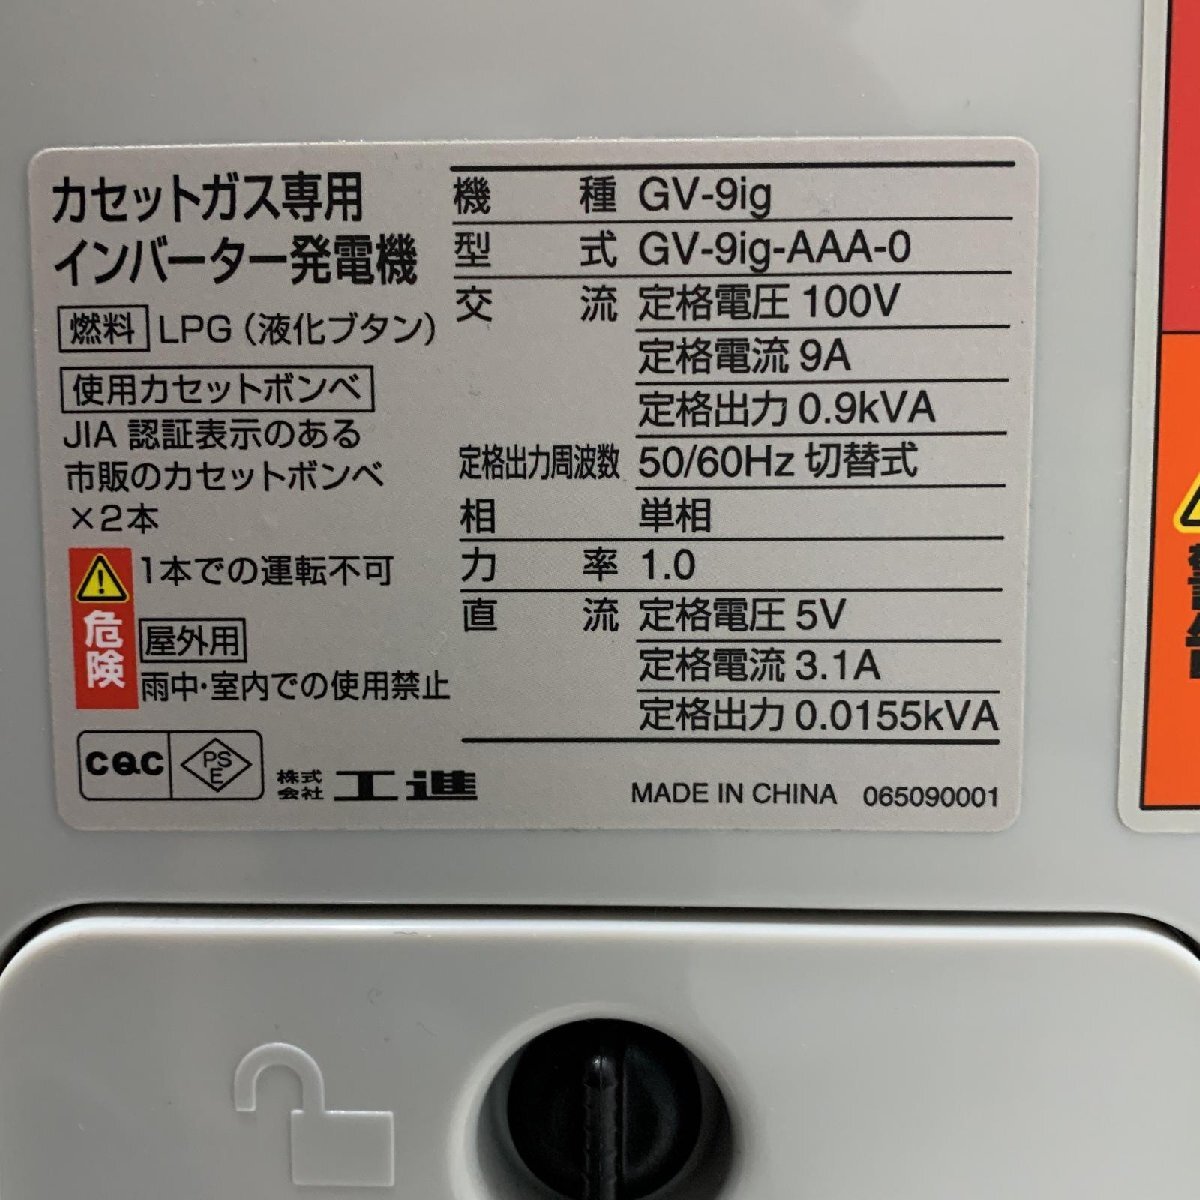 カセットガス専用
インバーター発電機
燃料 LPG（液化ブタン）
使用カセットボンベ
JIA 認証表示のある
市販のカセットボンベ
×2本
危険
1本での運転不可
屋外用
雨中・室内での使用禁止
CQC PSE 株式会社 工進
機種 GV-9ig
型式 GV-9ig-AAA-0
交流 定格電圧 100V
定格電流 9A
定格出力 0.9kVA
定格出力周波数 50/60Hz 切替式
相 単相
力率 1.0
直流 定格電圧 5V
定格電流 3.1A
定格出力 0.0155kVA
MADE IN CHINA 065090001